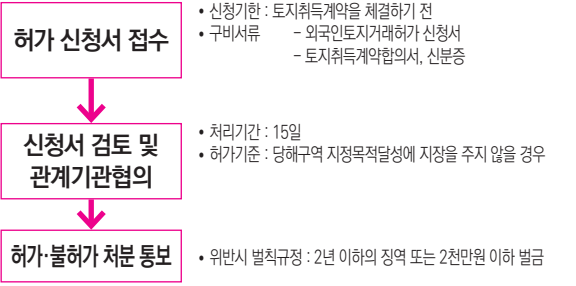 허가 신청서 접수
• 신청기한 : 토지취득계약을 체결하기 전
• 구비서류 – 외국인토지거래허가 신청서
– 토지취득계약합의서, 신분증
신청서 검토 및
관계기관협의
• 처리기간 : 15일
• 허가기준 : 당해구역 지정목적달성에 지장을 주지 않을 경우
허가·불허가 처분 통보
• 위반시 벌칙규정 : 2년 이하의 징역 또는 2천만원 이하 벌금